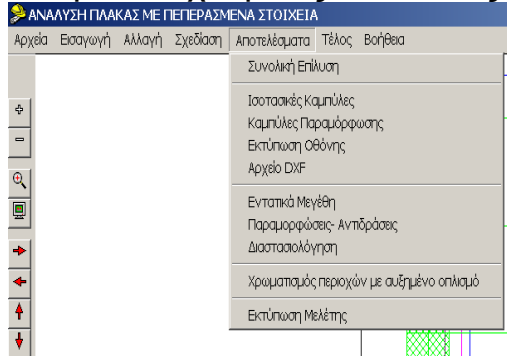 ΑΝΑΛΥΣΗ ΠΛΑΚΑΣ ΜΕ ΠΕΠΕΡΑΣΜΕΝΑ ΣΤΟΙΧΕΙΑ
Αρχεία Εισαγωγή Αλλαγή Σχεδίαση Αποτελέσματα Τέλος Βοήθεια
Συνολική Επίλυση
Ισοτασικές Καμπύλες
Καμπύλες Παραμόρφωσης
Εκτύπωση Οθόνης
Αρχείο DXF
Εντατικά Μεγέθη
Παραμορφώσεις- Αντιδράσεις
Διαστασιολόγηση
Χρωματισμός περιοχών με αυξημένο οπλισμό
Εκτύπωση Μελέτης